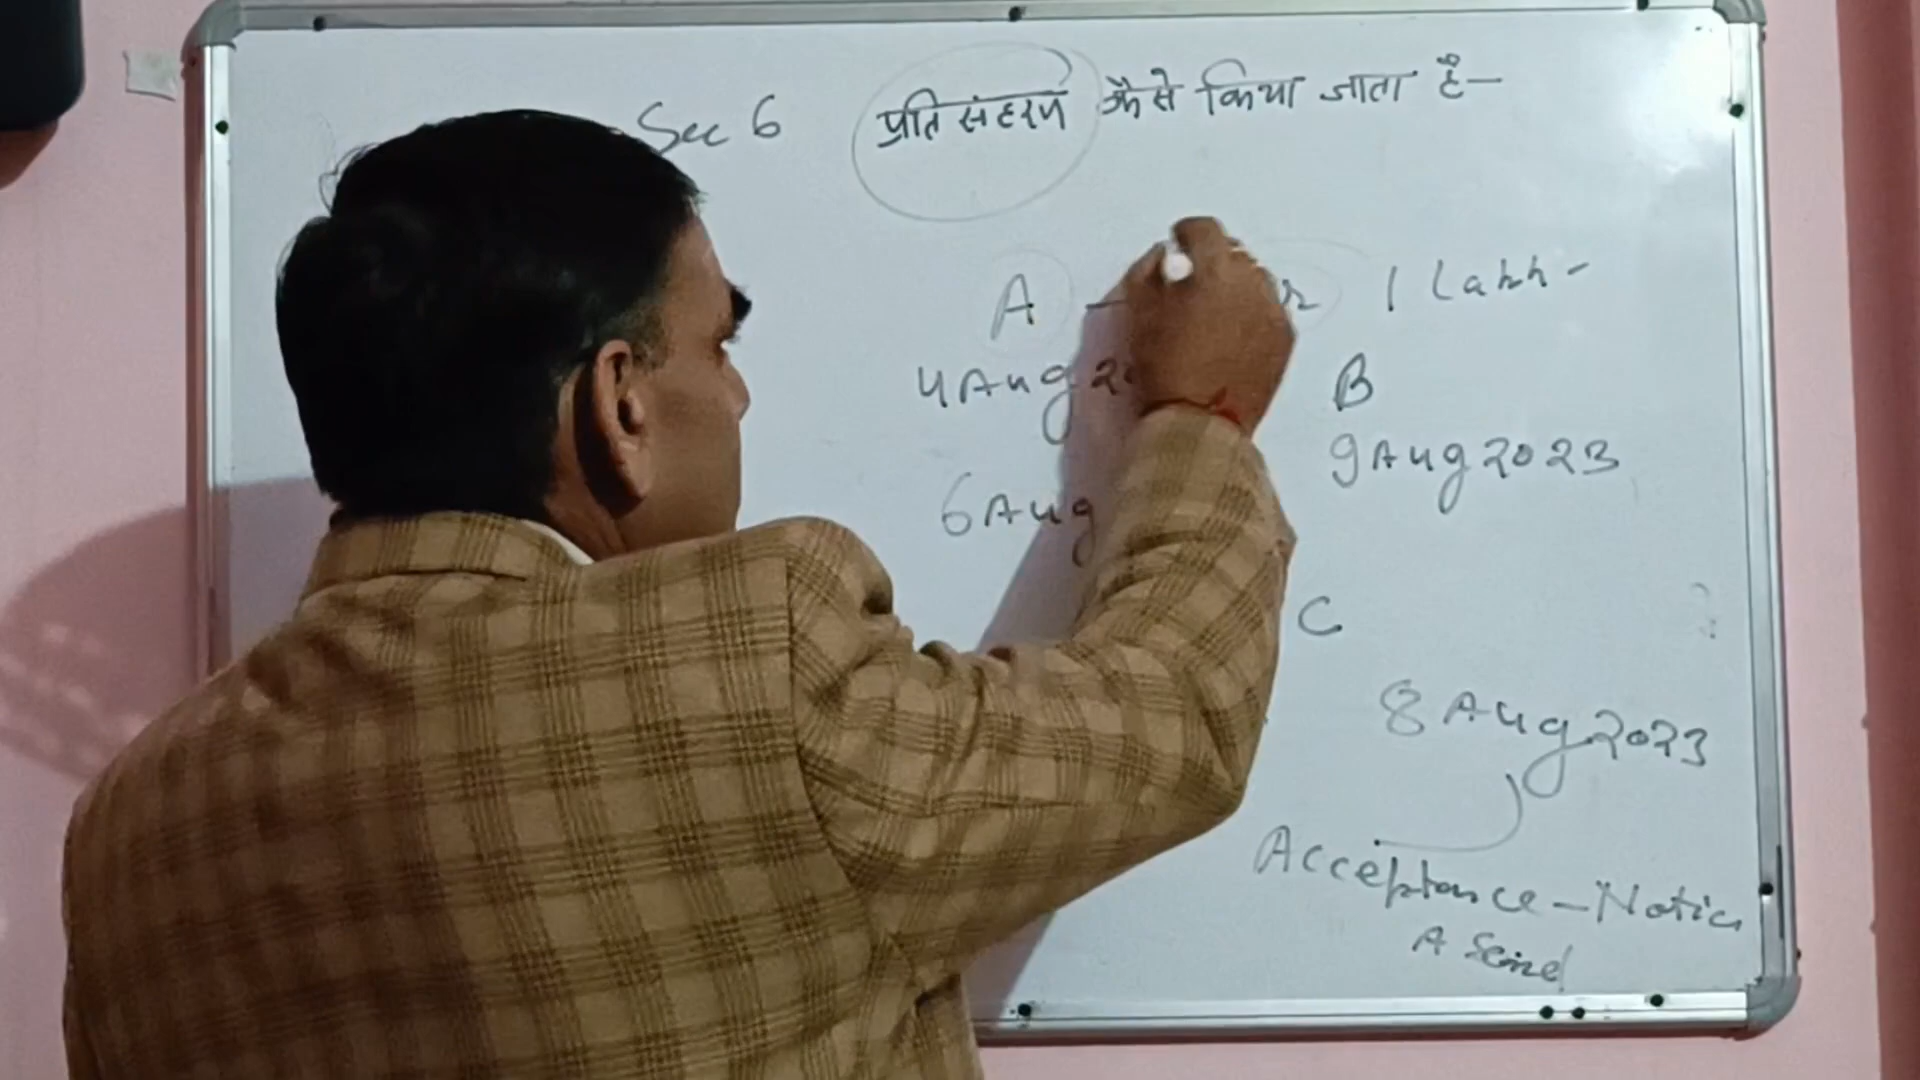 Sec 6 प्रतिसंहरण कैसे किया जाता है—
A — 1 Lakh -
4 Aug B
9 Aug 2023
6 Aug
C
8 Aug 2023
Acceptance - Notice
A Send